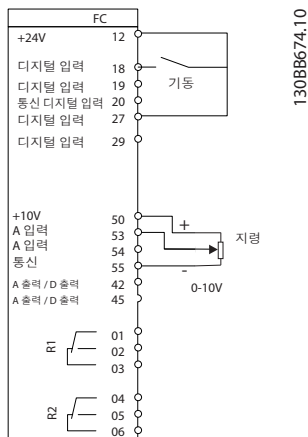 FC
+24V 12
디지털 입력 18
디지털 입력 19
통신 디지털 입력 20
디지털 입력 27
디지털 입력 29
기동
+10V 50
A 입력 53
A 입력 54
통신 55
A 출력 / D 출력 42
A 출력 / D 출력 45
+
-
지령
0-10V
R1
01
02
03
R2
04
05
06
130BB674.10